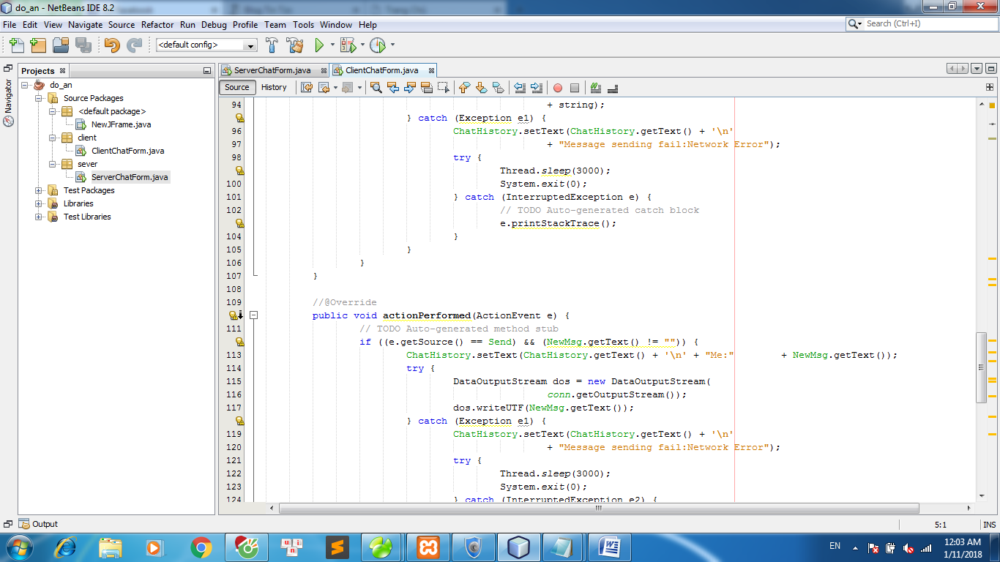 do_an - NetBeans IDE 8.2
File Edit View Navigate Source Refactor Run Debug Profile Team Tools Window Help
Search (Ctrl+I)
<default config>
Projects
ServerChatForm.java
ClientChatForm.java
Navigator
do_an
Source Packages
<default package>
NewJFrame.java
client
ClientChatForm.java
sever
ServerChatForm.java
Test Packages
Libraries
Test Libraries
Source History
94 + string);
} catch (Exception e1) {
96 ChatHistory.setText(ChatHistory.getText() + '\n'
97 + "Message sending fail:Network Error");
98 try {
Thread.sleep(3000);
100 System.exit(0);
101 } catch (InterruptedException e) {
102 // TODO Auto-generated catch block
e.printStackTrace();
104 }
105 }
106 }
107 }
108
109 //@Override
public void actionPerformed(ActionEvent e) {
111 // TODO Auto-generated method stub
if ((e.getSource() == Send) && (NewMsg.getText() != "")) {
113 ChatHistory.setText(ChatHistory.getText() + '\n' + "Me:" + NewMsg.getText());
114 try {
115 DataOutputStream dos = new DataOutputStream(
116 conn.getOutputStream());
117 dos.writeUTF(NewMsg.getText());
} catch (Exception e1) {
119 ChatHistory.setText(ChatHistory.getText() + '\n'
120 + "Message sending fail:Network Error");
121 try {
122 Thread.sleep(3000);
123 System.exit(0);
124 } catch (InterruptedException e2) {
Output
5:1 INS
EN
12:03 AM
1/11/2018